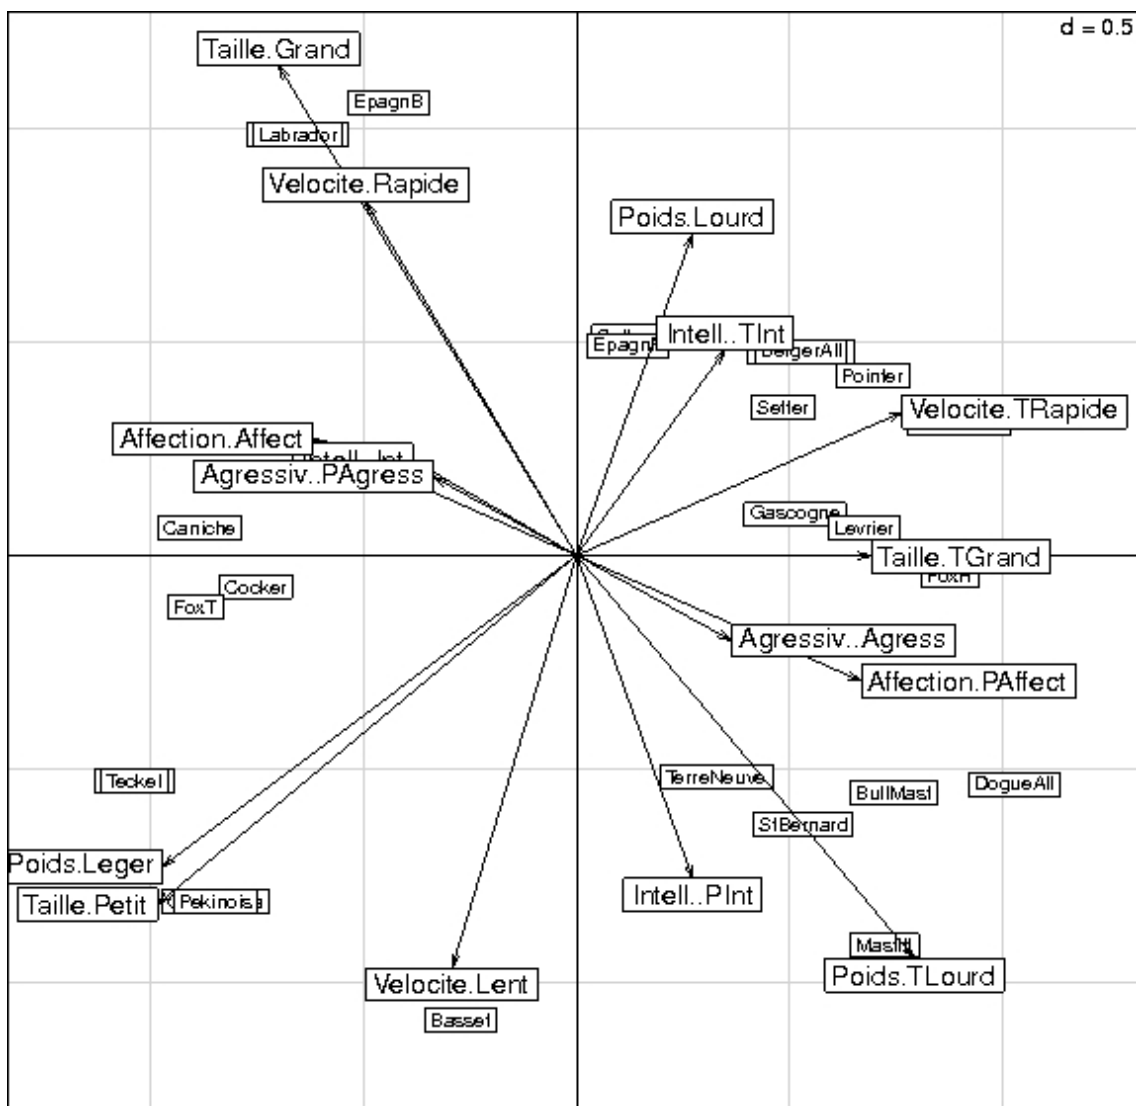 d = 0.5
Taille.Grand
EpagnB
Labrador
Velocite.Rapide
Poids.Lourd
Intell..TInt
Pointer
Setter
Velocite.TRapide
Affection.Affect
Agressiv..PAgress
Gascogne
Caniche
Levrier
Taille.TGrand
Cocker
FoxT
Agressiv..Agress
Affection.PAffect
TerreNeuve
Teckel
BullMast
DogueAll
StBernard
Poids.Leger
Taille.Petit
Pekinois
Intell..PInt
Poids.TLourd
Velocite.Lent
Basset